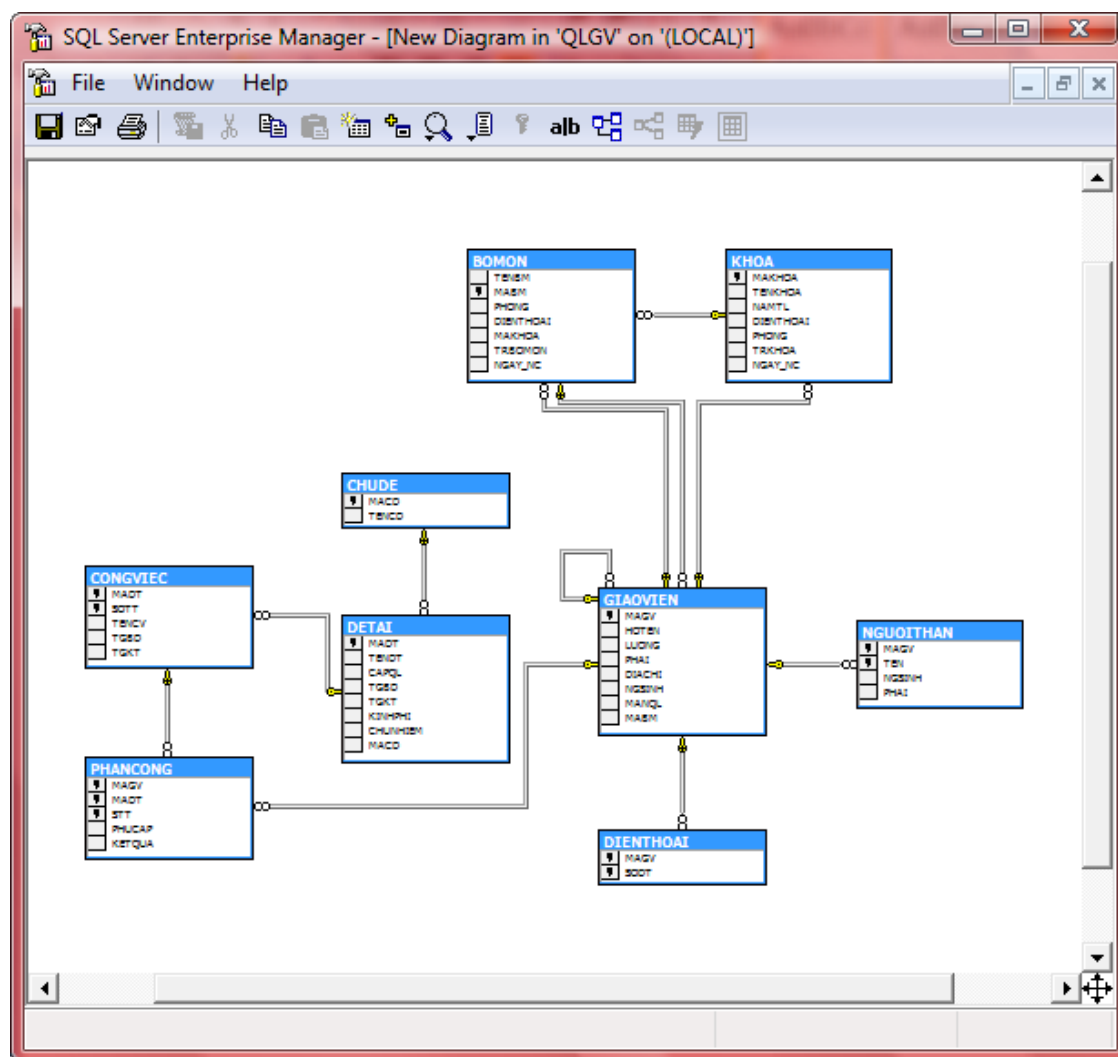 SQL Server Enterprise Manager - [New Diagram in 'QLGV' on '(LOCAL)']
File Window Help
a|b
BOMON
TENBM
MABM
PHONG
DIENTHOAI
MAKHOA
TRBOMON
NGAY_NC
KHOA
MAKHOA
TENKHOA
NAMTL
DIENTHOAI
PHONG
TRKHOA
NGAY_NC
CHUDE
MACD
TENCD
CONGVIEC
MADT
SOTT
TENCV
TGBD
TGKT
DETAI
MADT
TENDT
CAPQL
TGBD
TGKT
KINHPHI
CHUNHIEM
MACD
GIAOVIEN
MAGV
HOTEN
LUONG
PHAI
DIACHI
NGSINH
MANQL
MABM
NGUOITHAN
MAGV
TEN
NGSINH
PHAI
PHANCONG
MAGV
MADT
STT
PHUCAP
KETQUA
DIENTHOAI
MAGV
SODT